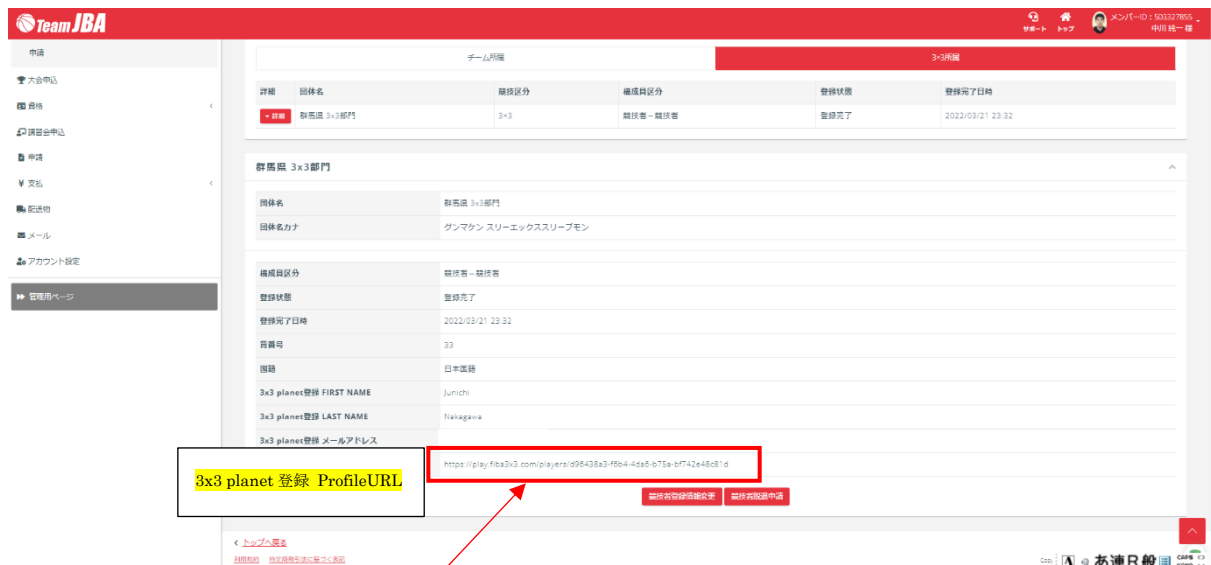 Team JBA
サポート トップ メンバーID : 503327855 中川 純一 様
申請
大会申込
資格
講習会申込
申請
¥ 支払
配送物
メール
アカウント設定
管理用ページ
チーム所属 3×3所属
詳細 団体名 競技区分 構成員区分 登録状態 登録完了日時
+ 詳細 群馬県 3x3部門 3×3 競技者 – 競技者 登録完了 2022/03/21 23:32
群馬県 3x3部門
団体名 群馬県 3x3部門
団体名カナ グンマケン スリーエックススリーブモン
構成員区分 競技者 – 競技者
登録状態 登録完了
登録完了日時 2022/03/21 23:32
背番号 33
国籍 日本国籍
3x3 planet登録 FIRST NAME Junichi
3x3 planet登録 LAST NAME Nakagawa
3x3 planet登録 メールアドレス
3x3 planet 登録 ProfileURL
https://play.fiba3x3.com/players/d96438a3-f6b4-4da6-b75a-bf742e48c81d
競技者登録情報変更 競技者脱退申請
トップへ戻る
利用規約 特定商取引法に基づく表記
Cop
A あ連R般
CAPS